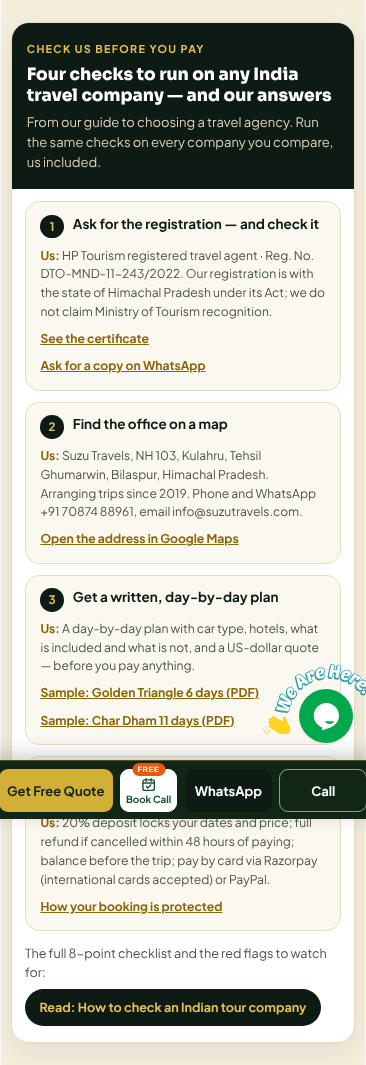 CHECK US BEFORE YOU PAY
Four checks to run on any India
travel company — and our answers
From our guide to choosing a travel agency. Run
the same checks on every company you compare,
us included.
1 Ask for the registration — and check it
Us: HP Tourism registered travel agent · Reg. No.
DTO-MND-11-243/2022. Our registration is with
the state of Himachal Pradesh under its Act; we do
not claim Ministry of Tourism recognition.
See the certificate
Ask for a copy on WhatsApp
2 Find the office on a map
Us: Suzu Travels, NH 103, Kulahru, Tehsil
Ghumarwin, Bilaspur, Himachal Pradesh.
Arranging trips since 2019. Phone and WhatsApp
+91 70874 88961, email info@suzutravels.com.
Open the address in Google Maps
3 Get a written, day-by-day plan
Us: A day-by-day plan with car type, hotels, what
is included and what is not, and a US-dollar quote
— before you pay anything.
Sample: Golden Triangle 6 days (PDF)
Sample: Char Dham 11 days (PDF)
We Are Here!
Get Free Quote
FREE
Book Call
WhatsApp
Call
Us: 20% deposit locks your dates and price; full
refund if cancelled within 48 hours of paying;
balance before the trip; pay by card via Razorpay
(international cards accepted) or PayPal.
How your booking is protected
The full 8-point checklist and the red flags to watch
for:
Read: How to check an Indian tour company